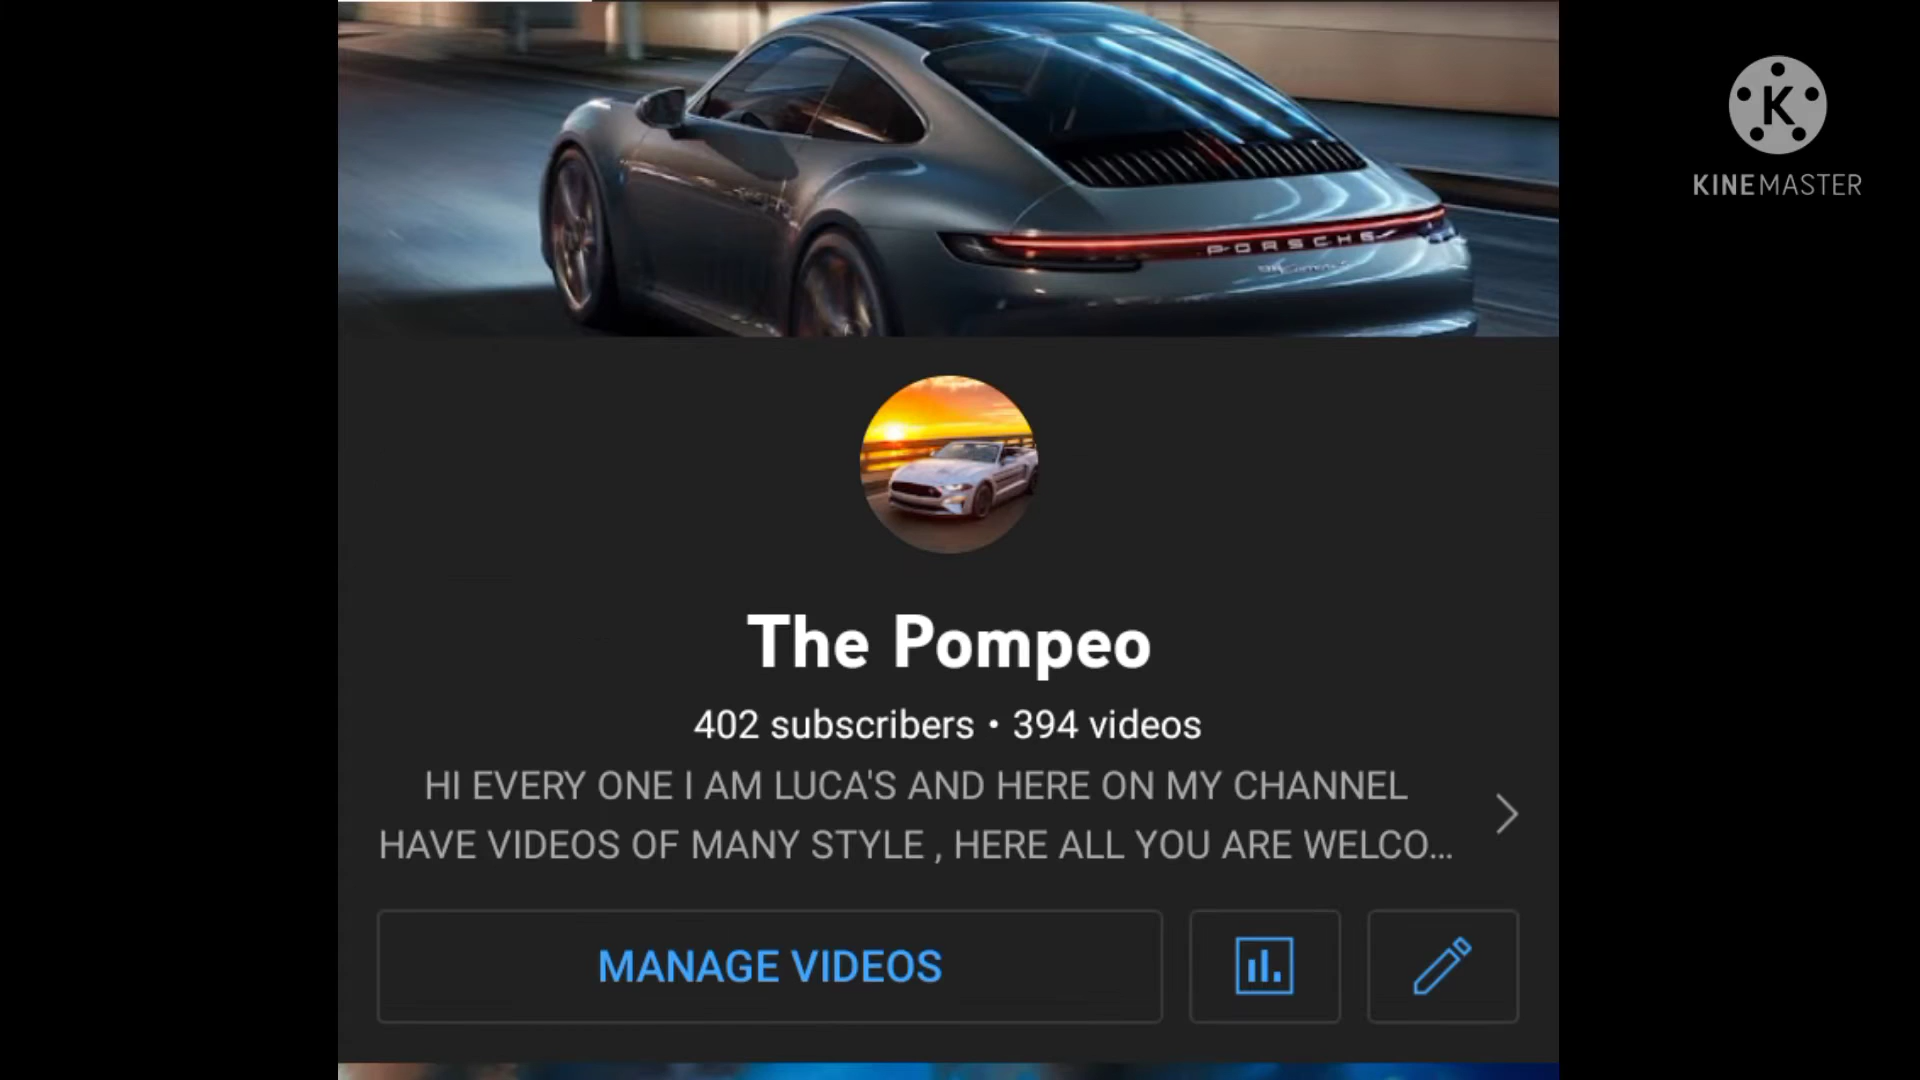 PORSCHE
K
KINEMASTER
The Pompeo
402 subscribers • 394 videos
HI EVERY ONE I AM LUCA'S AND HERE ON MY CHANNEL
HAVE VIDEOS OF MANY STYLE , HERE ALL YOU ARE WELCO...
MANAGE VIDEOS